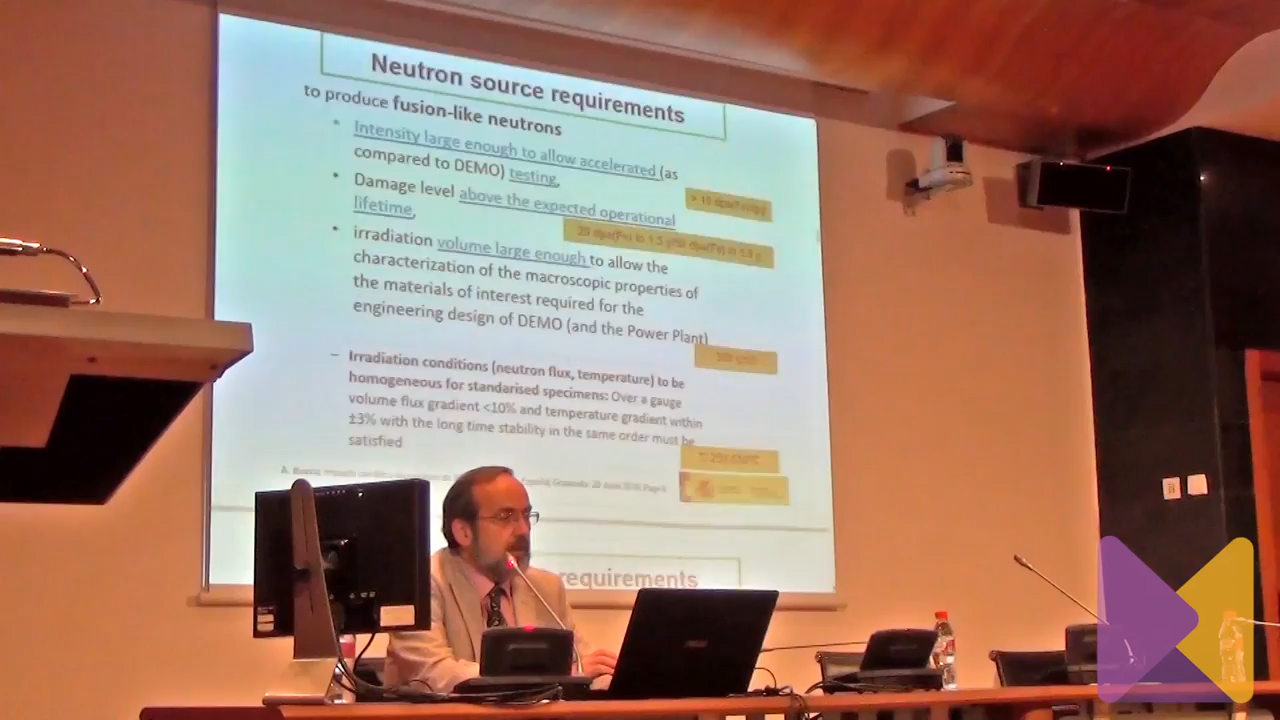 Neutron source requirements
to produce fusion-like neutrons
• Intensity large enough to allow accelerated (as
compared to DEMO) testing,
• Damage level above the expected operational
lifetime,
• irradiation volume large enough to allow the
characterization of the macroscopic properties of
the materials of interest required for the
engineering design of DEMO (and the Power Plant)
– Irradiation conditions (neutron flux, temperature) to be
homogeneous for standarised specimens: Over a gauge
volume flux gradient <10% and temperature gradient within
±3% with the long time stability in the same order must be
satisfied
requirements